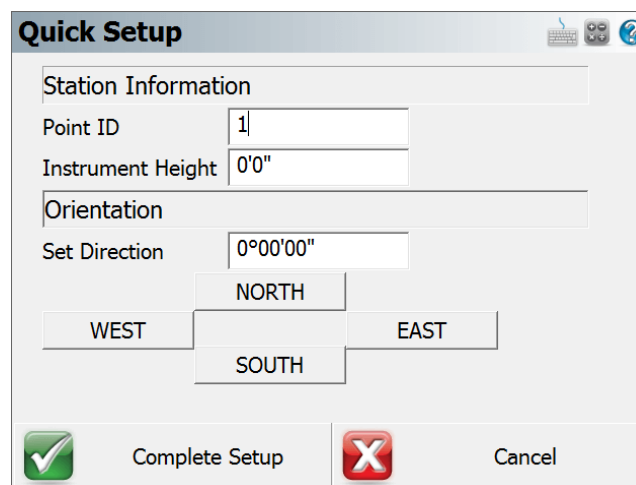 Quick Setup
Station Information
Point ID 1
Instrument Height 0'0"
Orientation
Set Direction 0°00'00"
NORTH
WEST EAST
SOUTH
Complete Setup Cancel